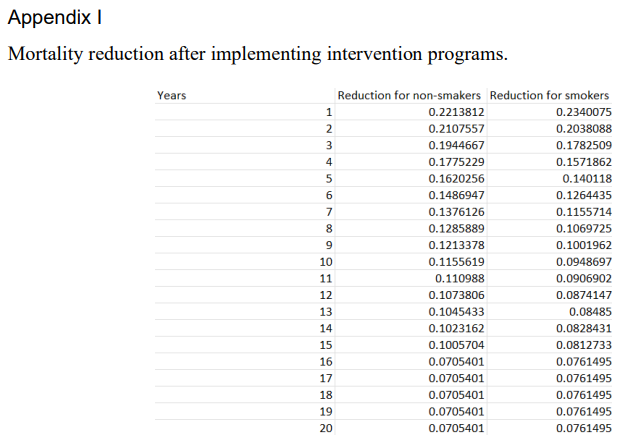 Appendix I
Mortality reduction after implementing intervention programs.
Years Reduction for non-smakers Reduction for smokers
1 0.2213812 0.2340075
2 0.2107557 0.2038088
3 0.1944667 0.1782509
4 0.1775229 0.1571862
5 0.1620256 0.140118
6 0.1486947 0.1264435
7 0.1376126 0.1155714
8 0.1285889 0.1069725
9 0.1213378 0.1001962
10 0.1155619 0.0948697
11 0.110988 0.0906902
12 0.1073806 0.0874147
13 0.1045433 0.08485
14 0.1023162 0.0828431
15 0.1005704 0.0812733
16 0.0705401 0.0761495
17 0.0705401 0.0761495
18 0.0705401 0.0761495
19 0.0705401 0.0761495
20 0.0705401 0.0761495